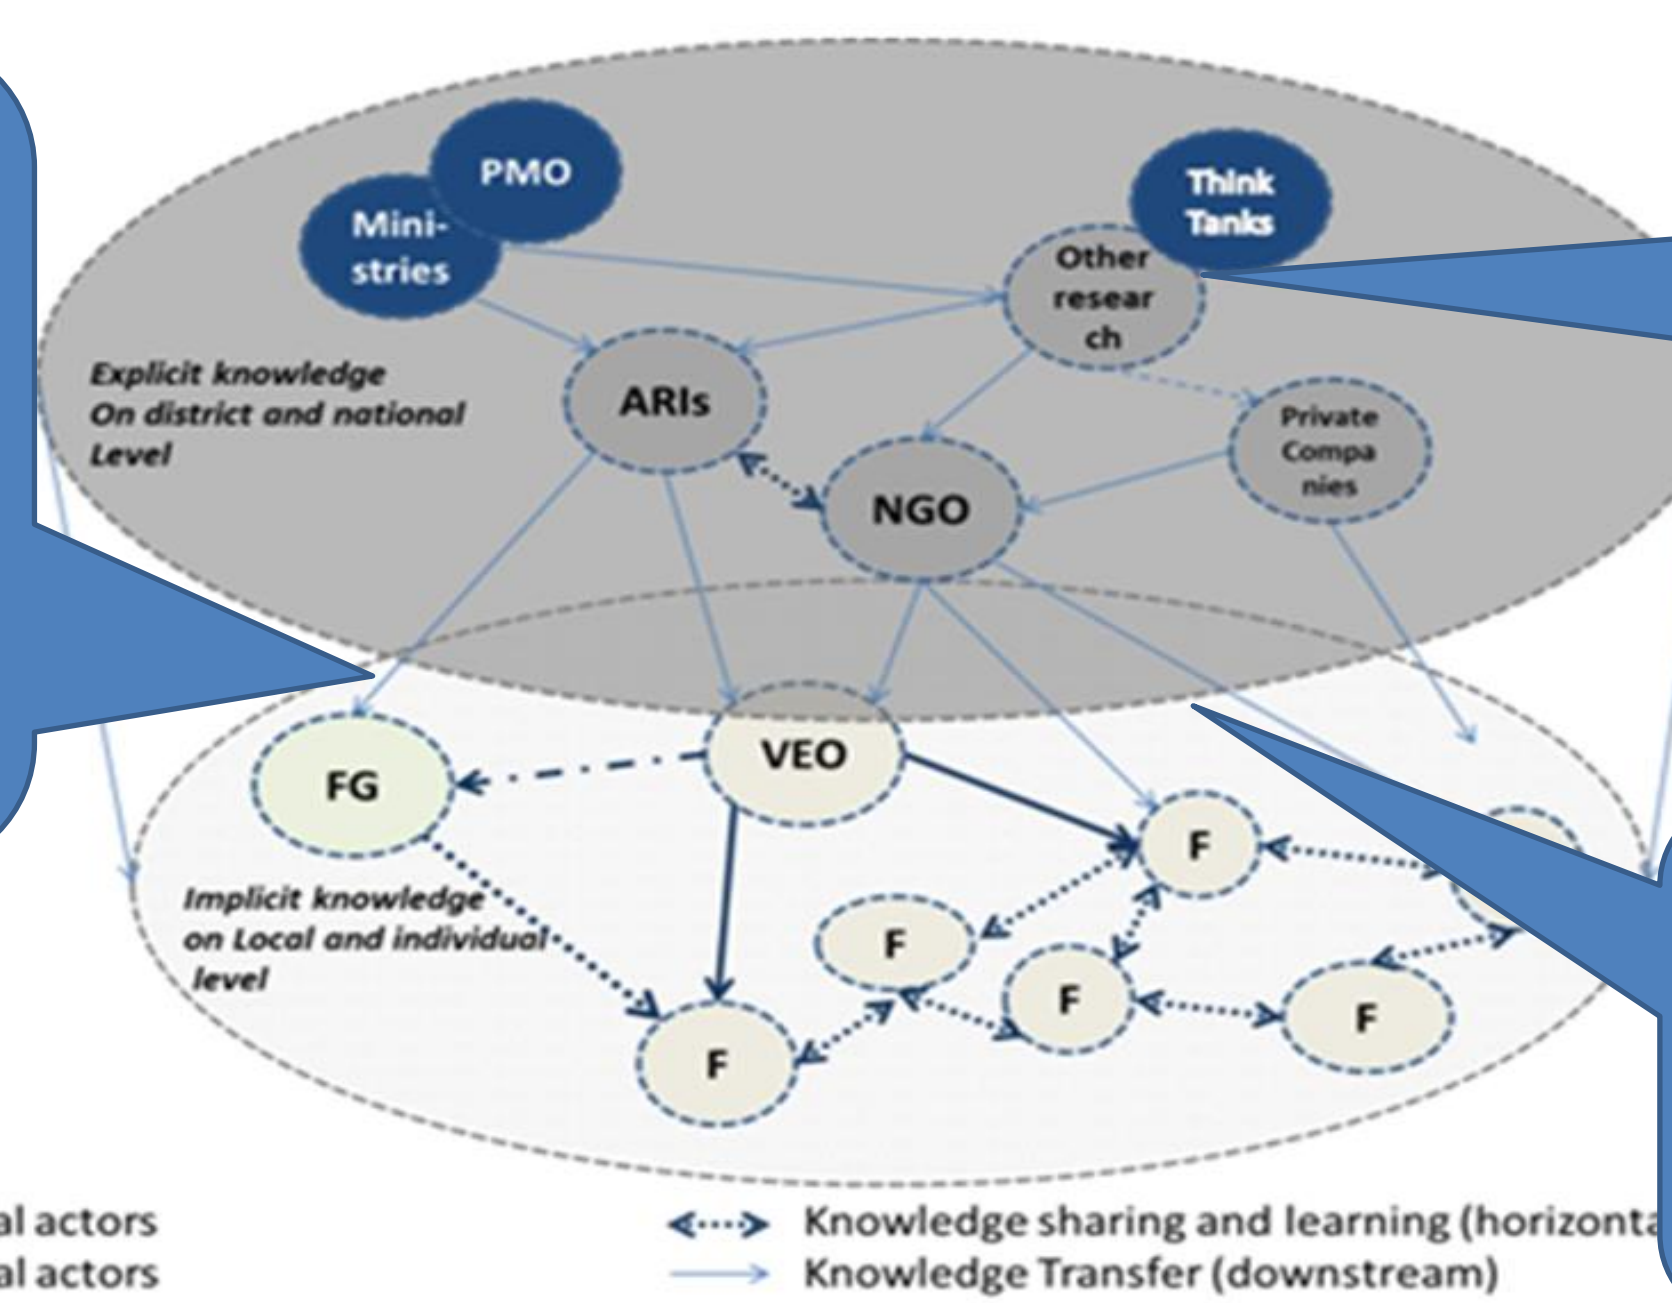 PMO
Mini-
stries
Think
Tanks
Other
resear
ch
Explicit knowledge
On district and national
Level
ARIs
Private
Compa
nies
NGO
VEO
FG
F
Implicit knowledge
on Local and individual
level
F
F
F
F
al actors
Knowledge sharing and learning (horizonta
al actors
Knowledge Transfer (downstream)